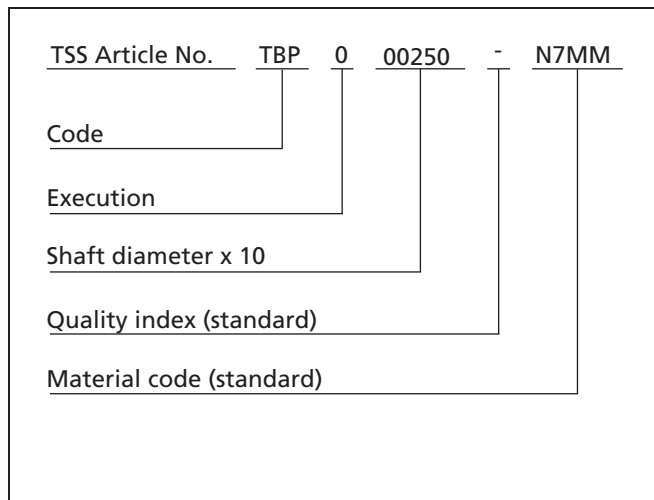 TSS Article No. TBP 0 00250 - N7MM
Code
Execution
Shaft diameter x 10
Quality index (standard)
Material code (standard)